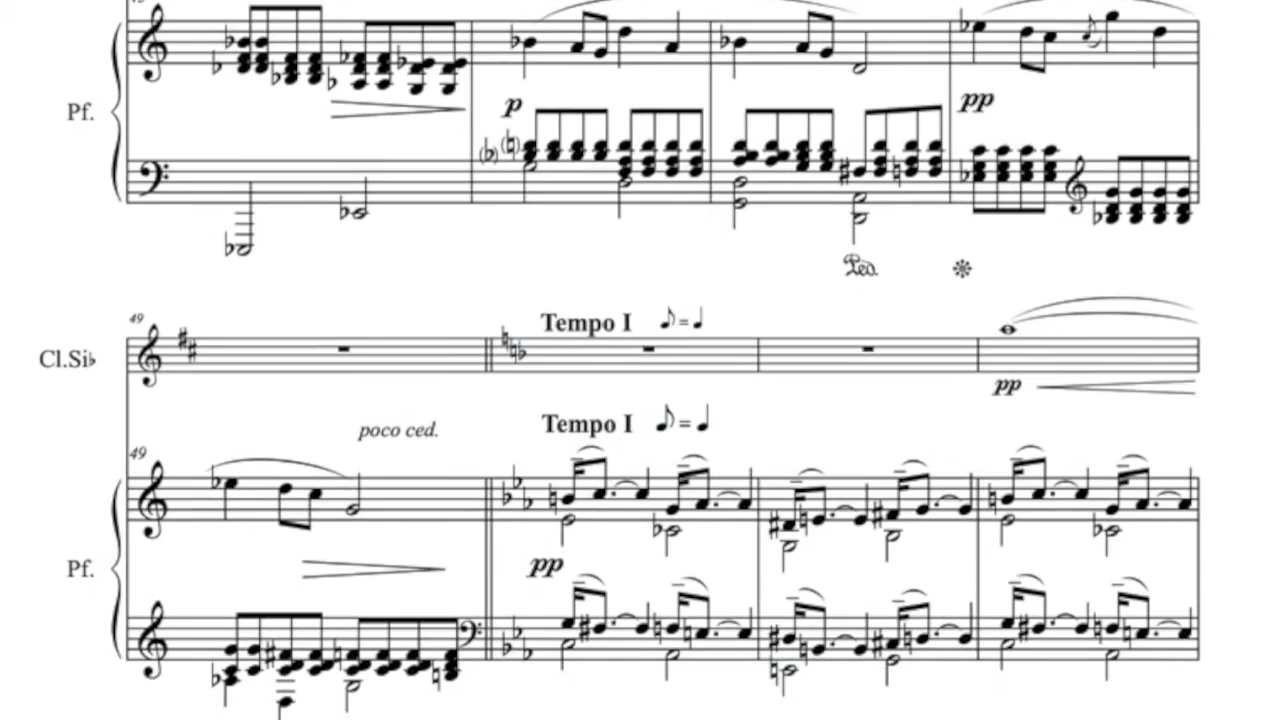 Pf.
p
pp
Ped.
49
Tempo I
Cl.Si♭
pp
poco ced.
Tempo I
49
Pf.
pp